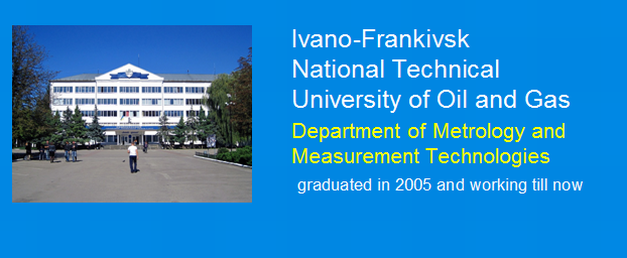 Ivano-Frankivsk
National Technical
University of Oil and Gas
Department of Metrology and
Measurement Technologies
graduated in 2005 and working till now